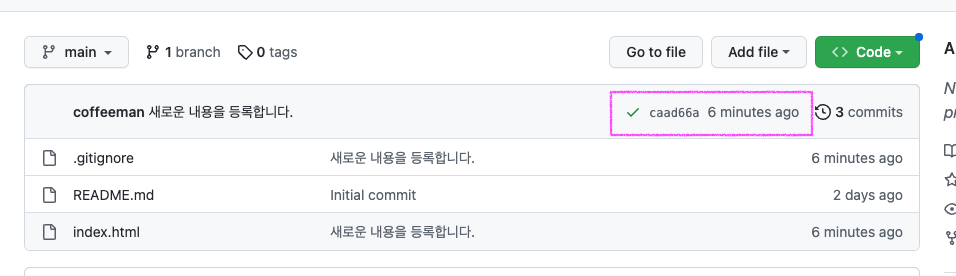 main 1 branch 0 tags Go to file Add file <> Code A
coffeeman 새로운 내용을 등록합니다. caad66a 6 minutes ago 3 commits
.gitignore 새로운 내용을 등록합니다. 6 minutes ago
README.md Initial commit 2 days ago
index.html 새로운 내용을 등록합니다. 6 minutes ago